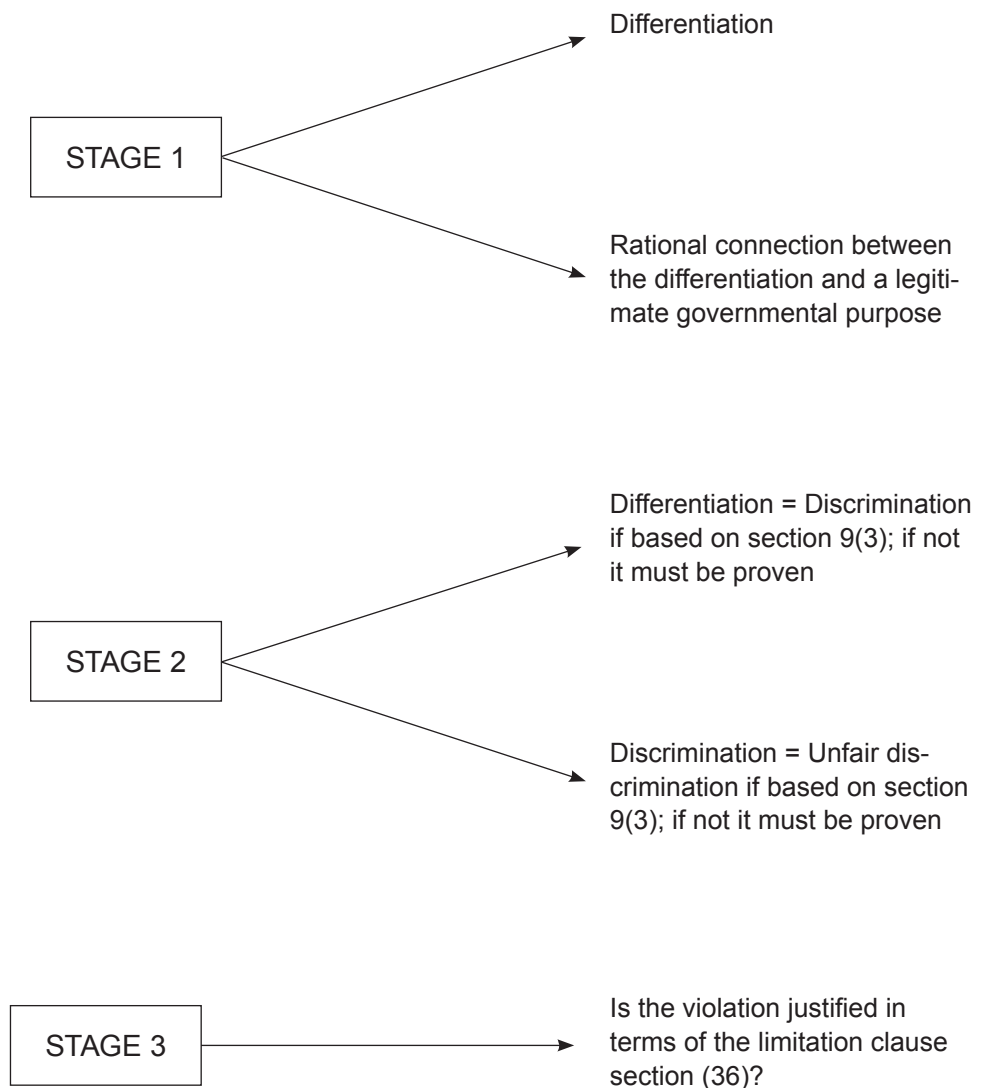 Differentiation
STAGE 1
Rational connection between
the differentiation and a legiti-
mate governmental purpose
Differentiation = Discrimination
if based on section 9(3); if not
it must be proven
STAGE 2
Discrimination = Unfair dis-
crimination if based on section
9(3); if not it must be proven
STAGE 3
Is the violation justified in
terms of the limitation clause
section (36)?